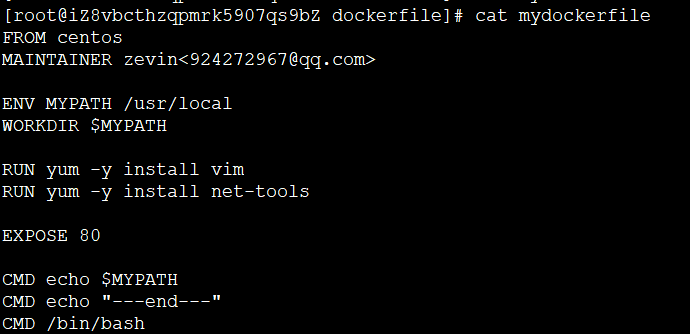 [root@iZ8vbcthzqpmrk5907qs9bZ dockerfile]# cat mydockerfile
FROM centos
MAINTAINER zevin<924272967@qq.com>
ENV MYPATH /usr/local
WORKDIR $MYPATH
RUN yum -y install vim
RUN yum -y install net-tools
EXPOSE 80
CMD echo $MYPATH
CMD echo "---end---"
CMD /bin/bash